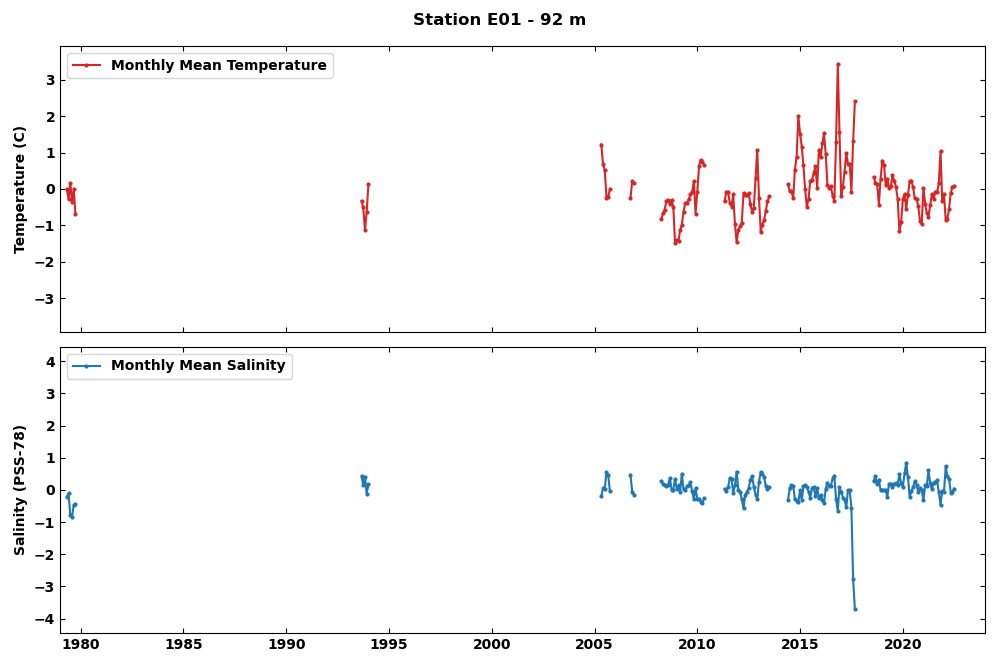 Station E01 - 92 m
Monthly Mean Temperature
Temperature (C)
3
2
1
0
−1
−2
−3
Monthly Mean Salinity
Salinity (PSS-78)
4
3
2
1
0
−1
−2
−3
−4
1980 1985 1990 1995 2000 2005 2010 2015 2020